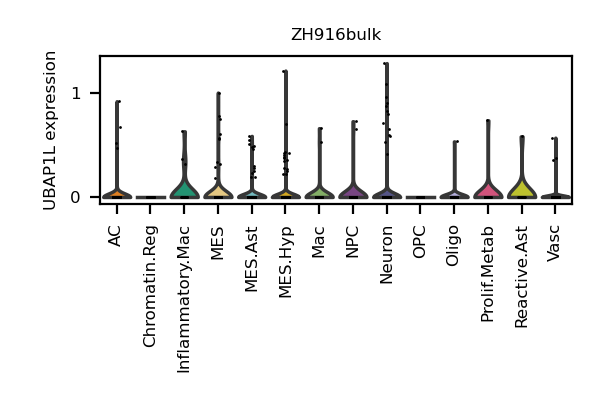 ZH916bulk
UBAP1L expression
1
0
AC
Chromatin.Reg
Inflammatory.Mac
MES
MES.Ast
MES.Hyp
Mac
NPC
Neuron
OPC
Oligo
Prolif.Metab
Reactive.Ast
Vasc